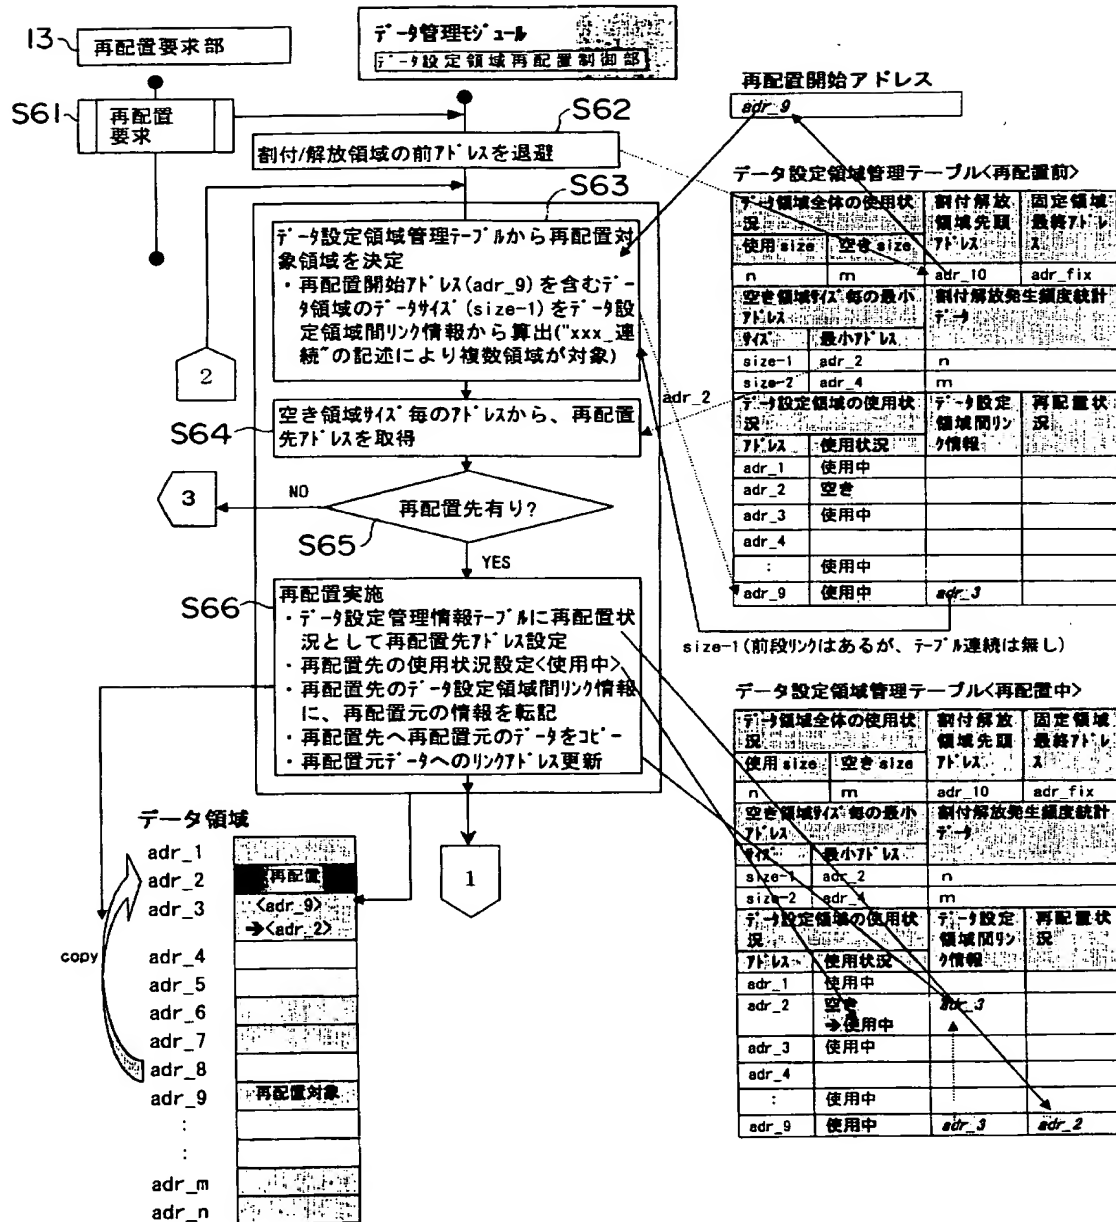 13
再配置要求部
データ管理モジュール
データ設定領域再配置制御部
S61
再配置
要求
S62
割付/解放領域の前アドレスを退避
S63
データ設定領域管理テーブルから再配置対
象領域を決定
・再配置開始アドレス(adr_9)を含むデー
タ領域のデータサイズ(size-1)をデータ設
定領域間リンク情報から算出("xxx_連
続"の記述により複数領域が対象)
2
S64
空き領域サイズ毎のアドレスから、再配置
先アドレスを取得
adr_2
3
NO
再配置先有り?
S65
YES
S66
再配置実施
・データ設定管理情報テーブルに再配置状
況として再配置先アドレス設定
・再配置先の使用状況設定<使用中>
・再配置先のデータ設定領域間リンク情報
に、再配置元の情報を転記
・再配置先へ再配置元のデータをコピー
・再配置元データへのリンクアドレス更新
1
データ領域
adr_1
adr_2
再配置
adr_3
<adr_9>
→<adr_2>
copy
adr_4
adr_5
adr_6
adr_7
adr_8
adr_9
再配置対象
:
:
adr_m
adr_n
再配置開始アドレス
adr_9
データ設定領域管理テーブル<再配置前>
データ領域全体の使用状
況
割付解放
領域先頭
アドレス
固定領域
最終アドレ
ス
使用size
空きsize
n
m
adr_10
adr_fix
空き領域サイズ毎の最小
アドレス
割付解放発生頻度統計
データ
サイズ
最小アドレス
size-1
adr_2
n
size-2
adr_4
m
データ設定領域の使用状
況
データ設定
領域間リン
ク情報
再配置状
況
アドレス
使用状況
adr_1
使用中
adr_2
空き
adr_3
使用中
adr_4
:
使用中
adr_9
使用中
adr_3
size-1(前段リンクはあるが、テーブル連続は無し)
データ設定領域管理テーブル<再配置中>
データ領域全体の使用状
況
割付解放
領域先頭
アドレス
固定領域
最終アドレ
ス
使用size
空きsize
n
m
adr_10
adr_fix
空き領域サイズ毎の最小
アドレス
割付解放発生頻度統計
データ
サイズ
最小アドレス
size-1
adr_2
n
size-2
adr_4
m
データ設定領域の使用状
況
データ設定
領域間リン
ク情報
再配置状
況
アドレス
使用状況
adr_1
使用中
adr_2
空き
→使用中
adr_3
adr_3
使用中
adr_4
:
使用中
adr_9
使用中
adr_3
adr_2